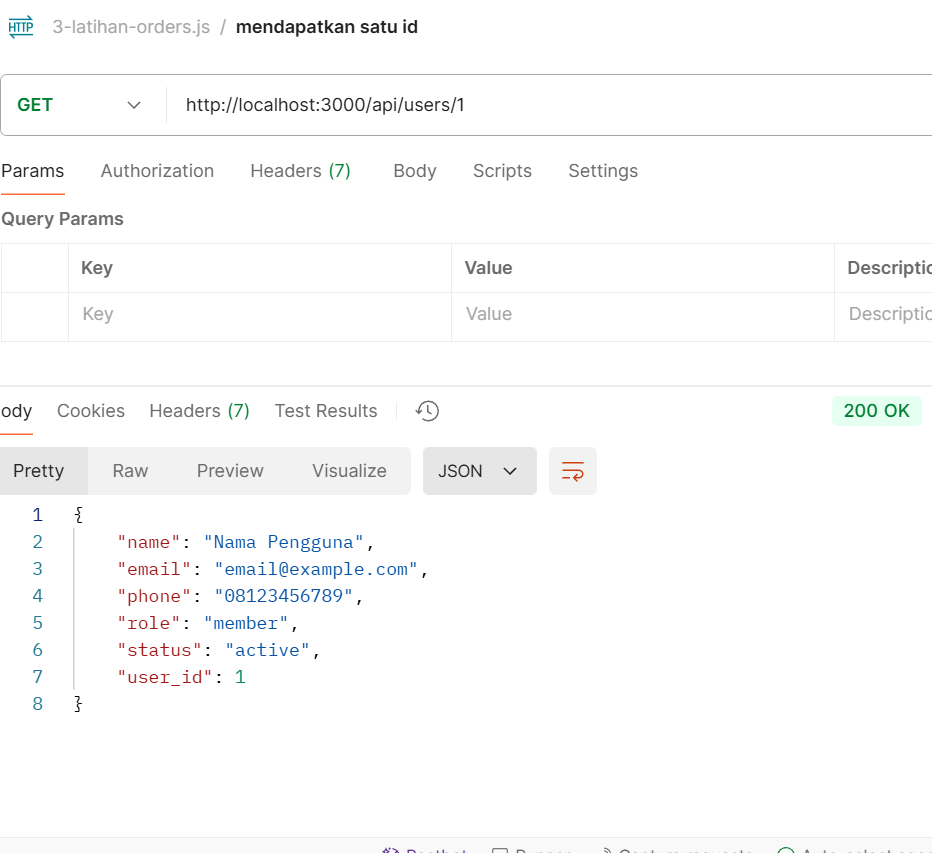 HTTP 3-latihan-orders.js / mendapatkan satu id
GET http://localhost:3000/api/users/1
Params Authorization Headers (7) Body Scripts Settings
Query Params
Key Value Descriptio
Key Value Descriptio
ody Cookies Headers (7) Test Results 200 OK
Pretty Raw Preview Visualize JSON
1 {
2 "name": "Nama Pengguna",
3 "email": "email@example.com",
4 "phone": "08123456789",
5 "role": "member",
6 "status": "active",
7 "user_id": 1
8 }